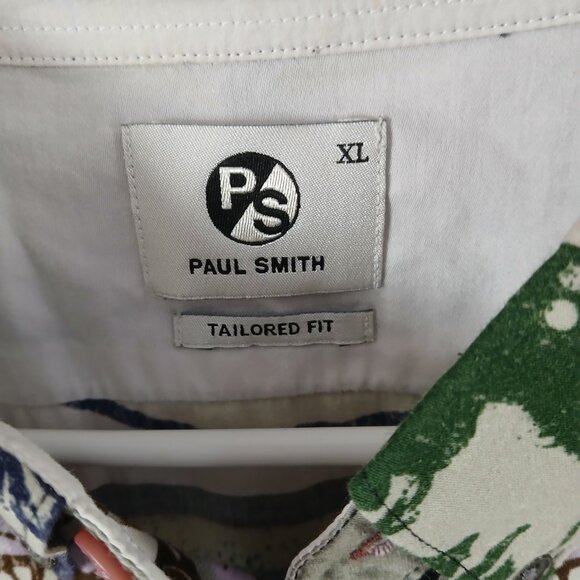 XL
PS
PAUL SMITH
TAILORED FIT